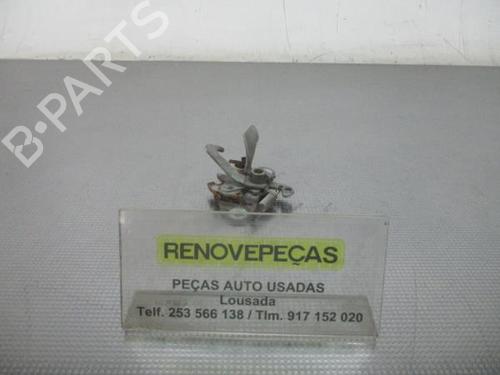 B-PARTS
RENOVEPEÇAS
PEÇAS AUTO USADAS
Lousada
Telf. 253 566 138 / Tlm. 917 152 020